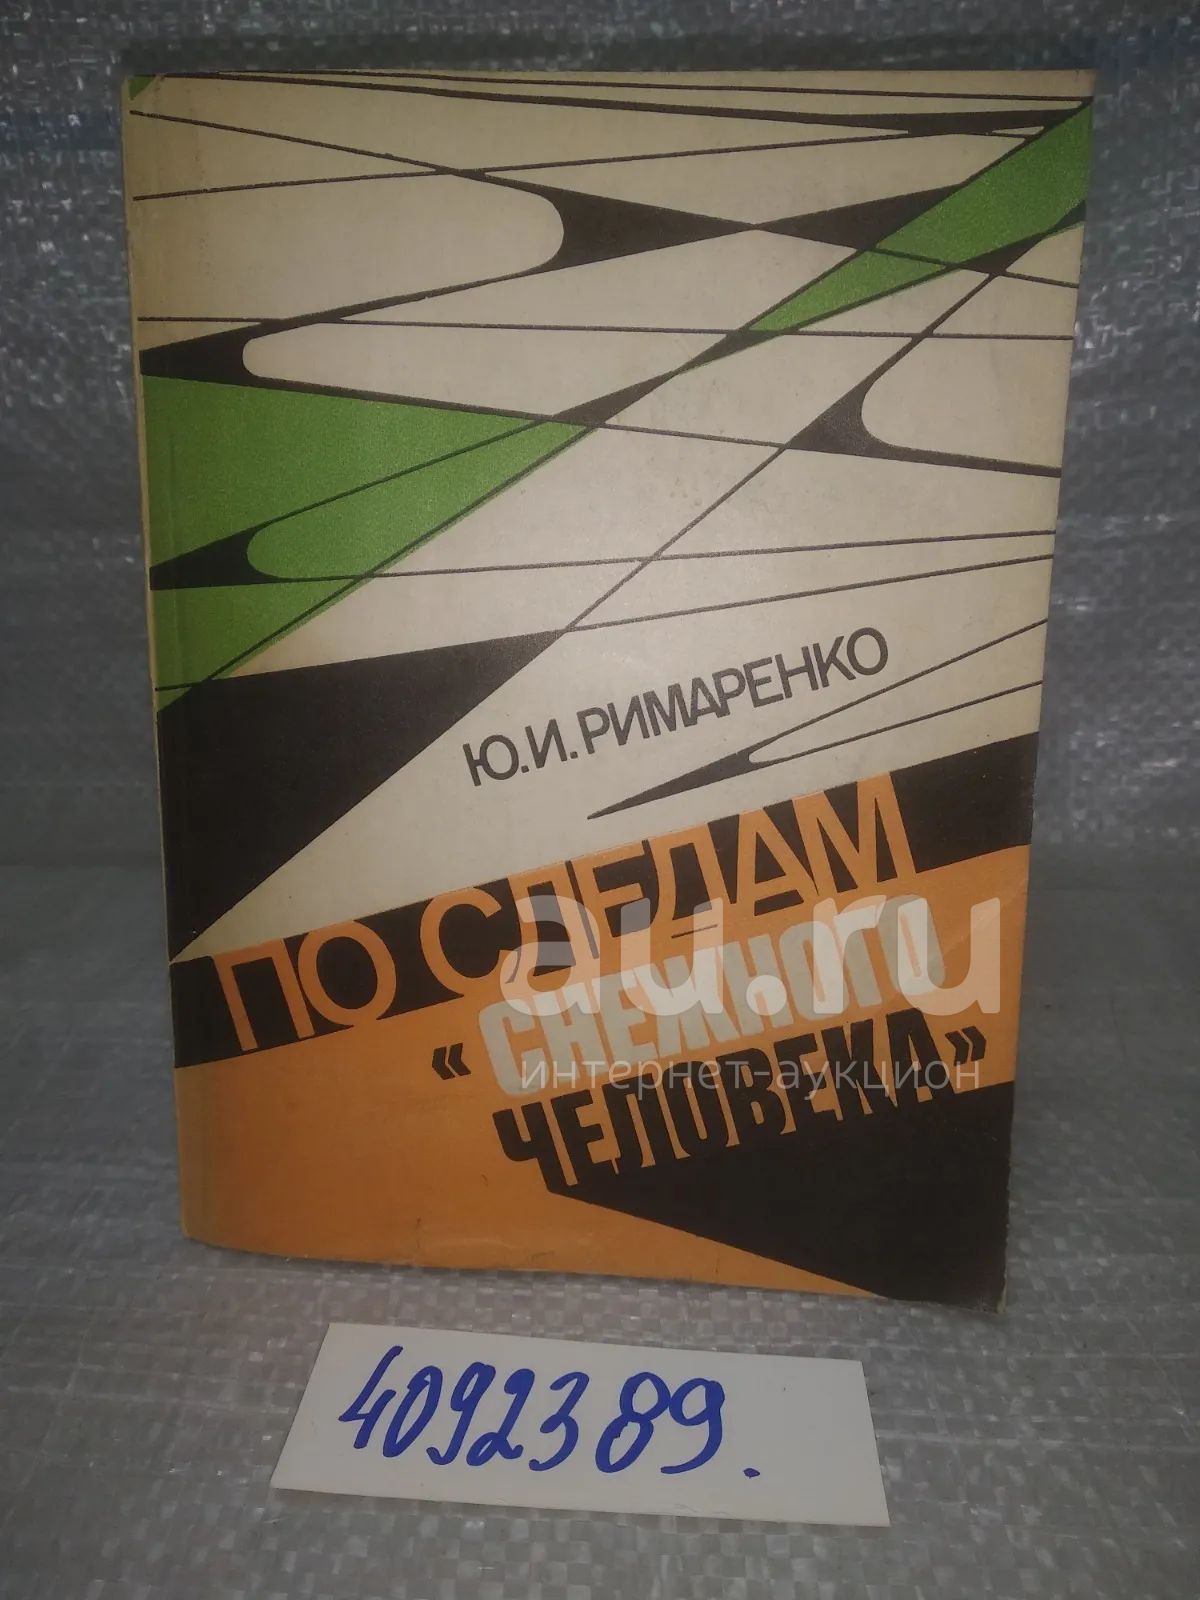 Ю.И.РИМАРЕНКО
ПО СЛЕДАМ
«СНЕЖНОГО
ЧЕЛОВЕКА»
au.ru
интернет-аукцион
4092389.